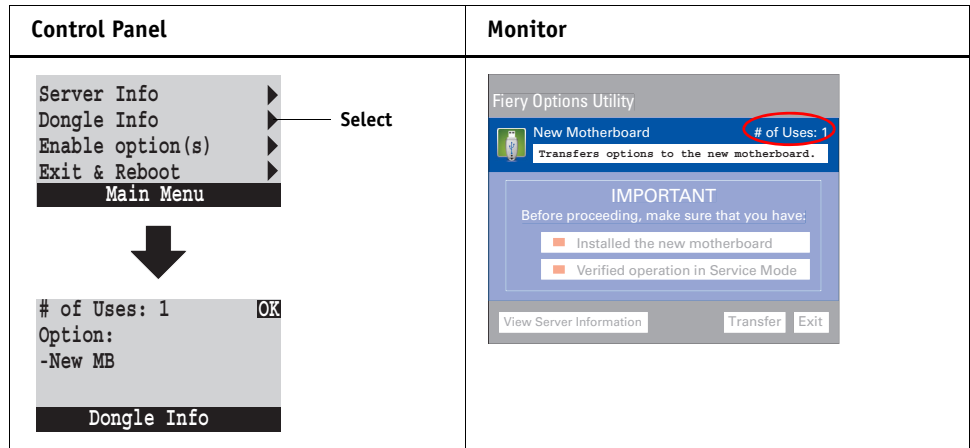 Control Panel
Monitor
Server Info
Dongle Info
Enable option(s)
Exit & Reboot
Main Menu
Select
# of Uses: 1 OK
Option:
-New MB
Dongle Info
Fiery Options Utility
New Motherboard # of Uses: 1
Transfers options to the new motherboard.
IMPORTANT
Before proceeding, make sure that you have:
Installed the new motherboard
Verified operation in Service Mode
View Server Information Transfer Exit